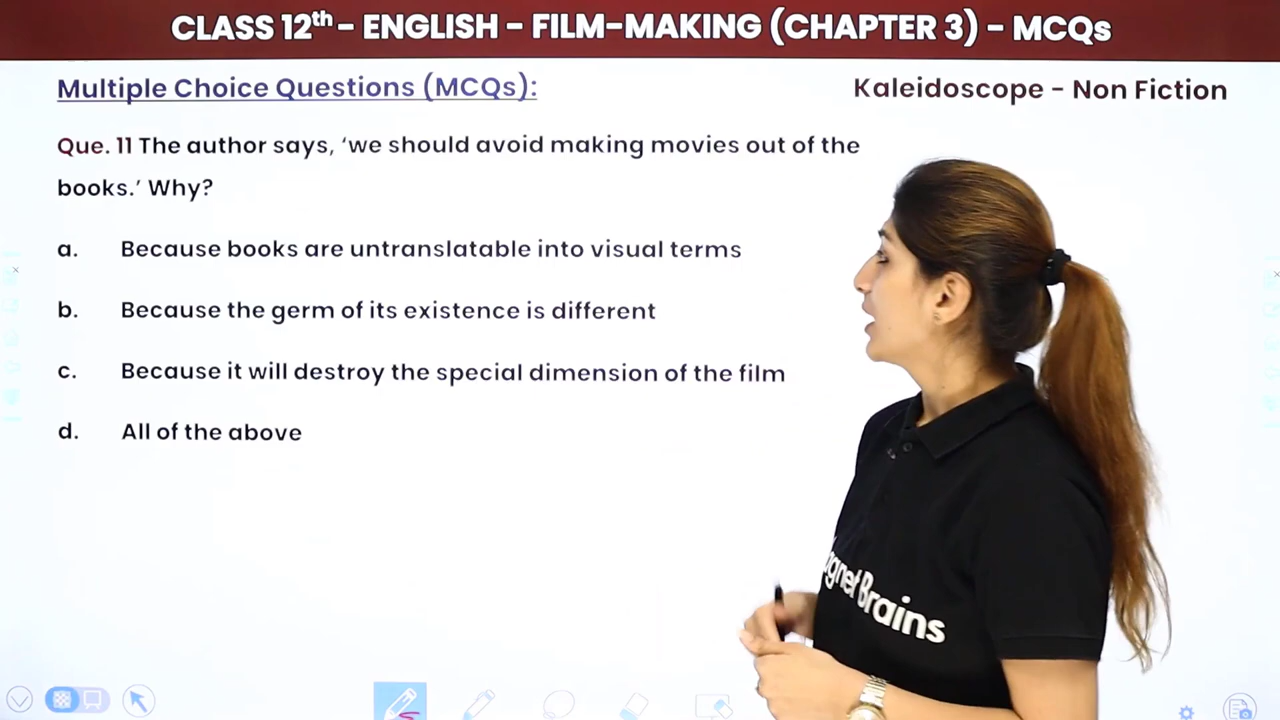 CLASS 12th - ENGLISH - FILM-MAKING (CHAPTER 3) - MCQs
Multiple Choice Questions (MCQs):
Kaleidoscope - Non Fiction
Que. 11 The author says, ‘we should avoid making movies out of the
books.’ Why?
a. Because books are untranslatable into visual terms
b. Because the germ of its existence is different
c. Because it will destroy the special dimension of the film
d. All of the above
Brains